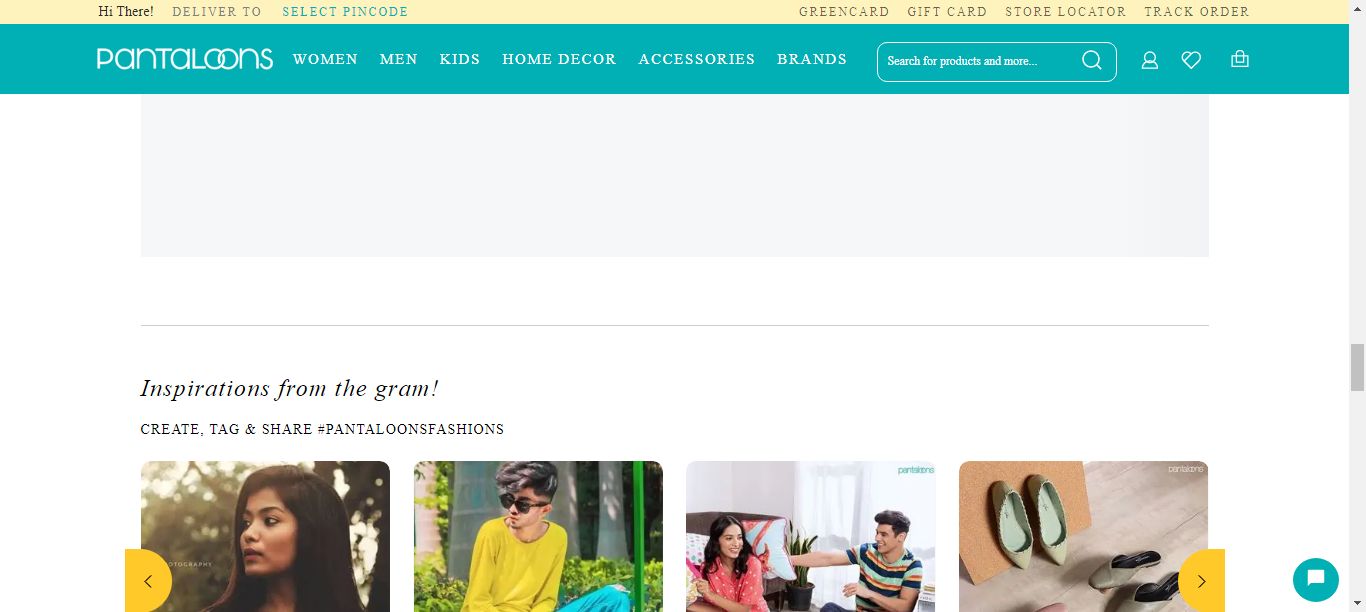 Hi There! DELIVER TO SELECT PINCODE GREENCARD GIFT CARD STORE LOCATOR TRACK ORDER
PANTALOONS WOMEN MEN KIDS HOME DECOR ACCESSORIES BRANDS Search for products and more...
Inspirations from the gram!
CREATE, TAG & SHARE #PANTALOONSFASHIONS
pantaloons
pantaloons
OTOGRAPHY